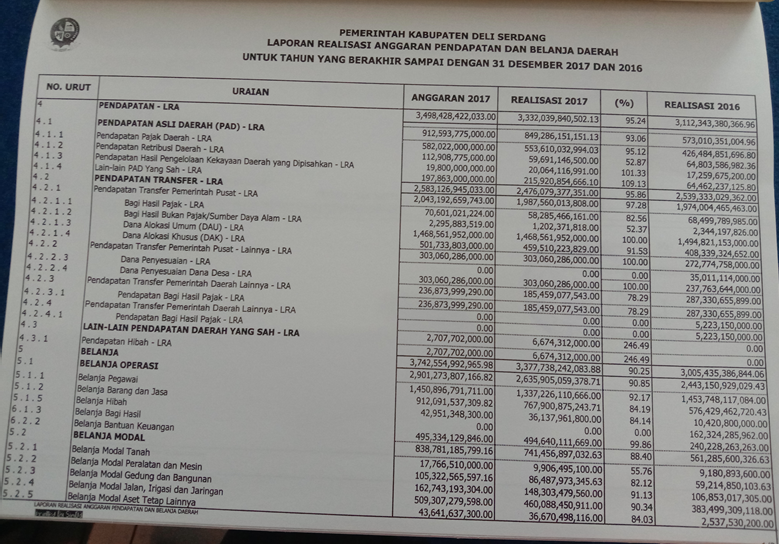 PEMERINTAH KABUPATEN DELI SERDANG
LAPORAN REALISASI ANGGARAN PENDAPATAN DAN BELANJA DAERAH
UNTUK TAHUN YANG BERAKHIR SAMPAI DENGAN 31 DESEMBER 2017 DAN 2016
NO. URUT URAIAN ANGGARAN 2017 REALISASI 2017 (%) REALISASI 2016
4 PENDAPATAN - LRA 3,498,428,422,033.00 3,332,039,840,502.13 95.24 3,112,343,380,366.96
4.1 PENDAPATAN ASLI DAERAH (PAD) - LRA 912,593,775,000.00 849,286,151,151.13 93.06 573,010,351,004.96
4.1.1 Pendapatan Pajak Daerah - LRA 582,022,000,000.00 553,610,032,994.03 95.12 426,484,851,696.80
4.1.2 Pendapatan Retribusi Daerah - LRA 112,908,775,000.00 59,691,146,500.00 52.87 64,803,586,982.36
4.1.3 Pendapatan Hasil Pengelolaan Kekayaan Daerah yang Dipisahkan - LRA 19,800,000,000.00 20,064,116,991.00 101.33 17,259,675,200.00
4.1.4 Lain-lain PAD Yang Sah - LRA 197,863,000,000.00 215,920,854,666.10 109.13 64,462,237,125.80
4.2 PENDAPATAN TRANSFER - LRA 2,583,126,945,033.00 2,476,079,377,351.00 95.86 2,539,333,029,362.00
4.2.1 Pendapatan Transfer Pemerintah Pusat - LRA 2,043,192,659,743.00 1,987,560,013,808.00 97.28 1,974,004,465,463.00
4.2.1.1 Bagi Hasil Pajak - LRA 70,601,021,224.00 58,285,466,161.00 82.56 68,499,789,985.00
4.2.1.2 Bagi Hasil Bukan Pajak/Sumber Daya Alam - LRA 2,295,883,519.00 1,202,371,818.00 52.37 2,344,197,826.00
4.2.1.3 Dana Alokasi Umum (DAU) - LRA 1,468,561,952,000.00 1,468,561,952,000.00 100.00 1,494,821,153,000.00
4.2.1.4 Dana Alokasi Khusus (DAK) - LRA 501,733,803,000.00 459,510,223,829.00 91.58 408,339,324,652.00
4.2.2 Pendapatan Transfer Pemerintah Pusat - Lainnya - LRA 303,060,286,000.00 303,060,286,000.00 100.00 272,774,758,000.00
4.2.2.3 Dana Penyesuaian - LRA 0.00 0.00 0.00 35,011,114,000.00
4.2.2.4 Dana Penyesuaian Dana Desa - LRA 303,060,286,000.00 303,060,286,000.00 100.00 237,763,644,000.00
4.2.3 Pendapatan Transfer Pemerintah Daerah Lainnya - LRA 236,873,999,290.00 185,459,077,543.00 78.29 287,330,655,899.00
4.2.3.1 Pendapatan Bagi Hasil Pajak - LRA 236,873,999,290.00 185,459,077,543.00 78.29 287,330,655,899.00
4.2.4 Pendapatan Transfer Pemerintah Daerah Lainnya - LRA 0.00 0.00 0.00 5,223,150,000.00
4.2.4.1 Pendapatan Bagi Hasil Pajak - LRA 0.00 0.00 0.00 5,223,150,000.00
4.3 LAIN-LAIN PENDAPATAN DAERAH YANG SAH - LRA 2,707,702,000.00 6,674,312,000.00 246.49 0.00
4.3.1 Pendapatan Hibah - LRA 2,707,702,000.00 6,674,312,000.00 246.49 0.00
5 BELANJA 3,742,554,992,965.98 3,377,738,242,083.88 90.25 3,005,435,386,844.06
5.1 BELANJA OPERASI 2,901,273,807,166.82 2,635,905,059,378.71 90.85 2,443,150,929,029.43
5.1.1 Belanja Pegawai 1,450,896,791,711.00 1,337,226,110,666.00 92.17 1,453,748,117,084.00
5.1.2 Belanja Barang dan Jasa 912,091,537,309.82 767,900,875,243.71 84.19 576,429,462,720.43
5.1.5 Belanja Hibah 42,951,348,300.00 36,137,961,800.00 84.14 10,420,800,000.00
6.1.3 Belanja Bagi Hasil 0.00 0.00 0.00 162,324,285,962.00
6.2.2 Belanja Bantuan Keuangan 495,334,129,846.00 494,640,111,669.00 99.86 240,228,263,263.00
5.2 BELANJA MODAL 838,781,185,799.16 741,456,897,032.63 88.40 561,285,600,326.63
5.2.1 Belanja Modal Tanah 17,766,510,000.00 9,906,495,100.00 55.76 9,180,893,600.00
5.2.2 Belanja Modal Peralatan dan Mesin 105,322,565,597.16 86,487,973,345.63 82.12 59,214,850,103.63
5.2.3 Belanja Modal Gedung dan Bangunan 162,743,193,304.00 148,303,479,560.00 91.13 106,853,017,305.00
5.2.4 Belanja Modal Jalan, Irigasi dan Jaringan 509,307,279,598.00 460,088,450,911.00 90.34 383,499,309,118.00
5.2.5 Belanja Modal Aset Tetap Lainnya 43,641,637,300.00 36,670,498,116.00 84.03 2,537,530,200.00
LAPORAN REALISASI ANGGARAN PENDAPATAN DAN BELANJA DAERAH